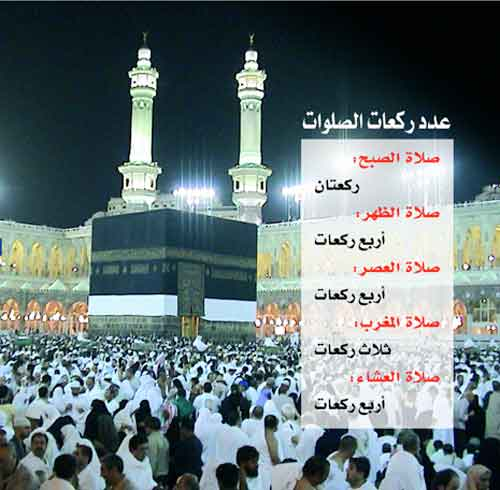 عدد ركعات الصلوات
صلاة الصبح:
ركعتان
صلاة الظهر:
أربع ركعات
صلاة العصر:
أربع ركعات
صلاة المغرب:
ثلاث ركعات
صلاة العشاء:
أربع ركعات